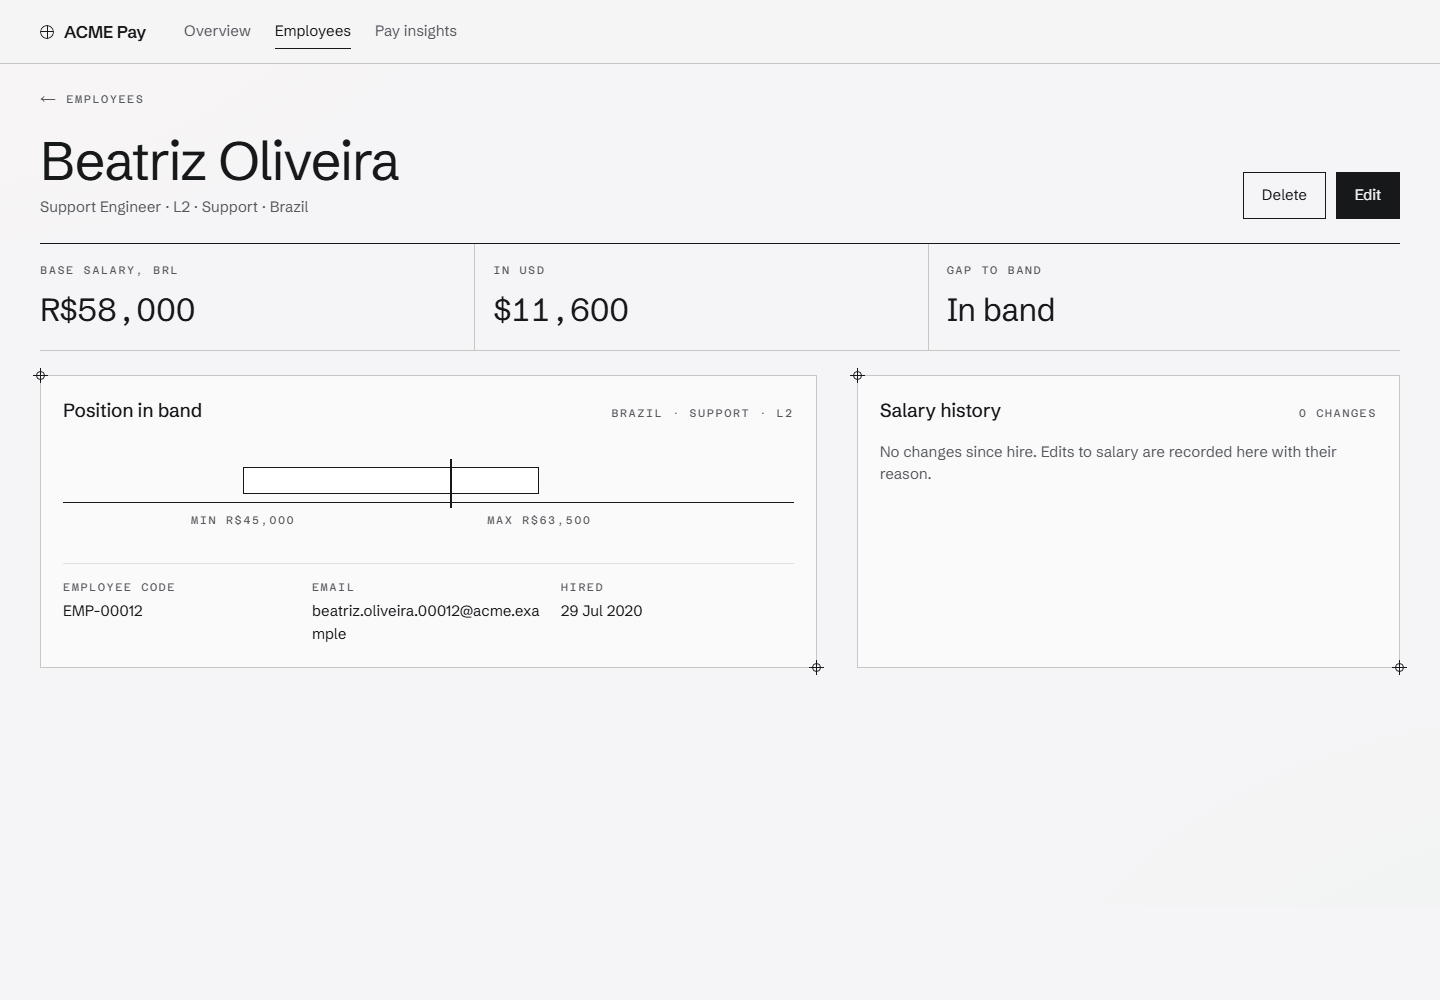 ACME Pay
Overview
Employees
Pay insights
← EMPLOYEES
Beatriz Oliveira
Support Engineer · L2 · Support · Brazil
Delete
Edit
BASE SALARY, BRL
R$58,000
IN USD
$11,600
GAP TO BAND
In band
Position in band
BRAZIL · SUPPORT · L2
MIN R$45,000
MAX R$63,500
EMPLOYEE CODE
EMP-00012
EMAIL
beatriz.oliveira.00012@acme.exa
mple
HIRED
29 Jul 2020
Salary history
0 CHANGES
No changes since hire. Edits to salary are recorded here with their
reason.